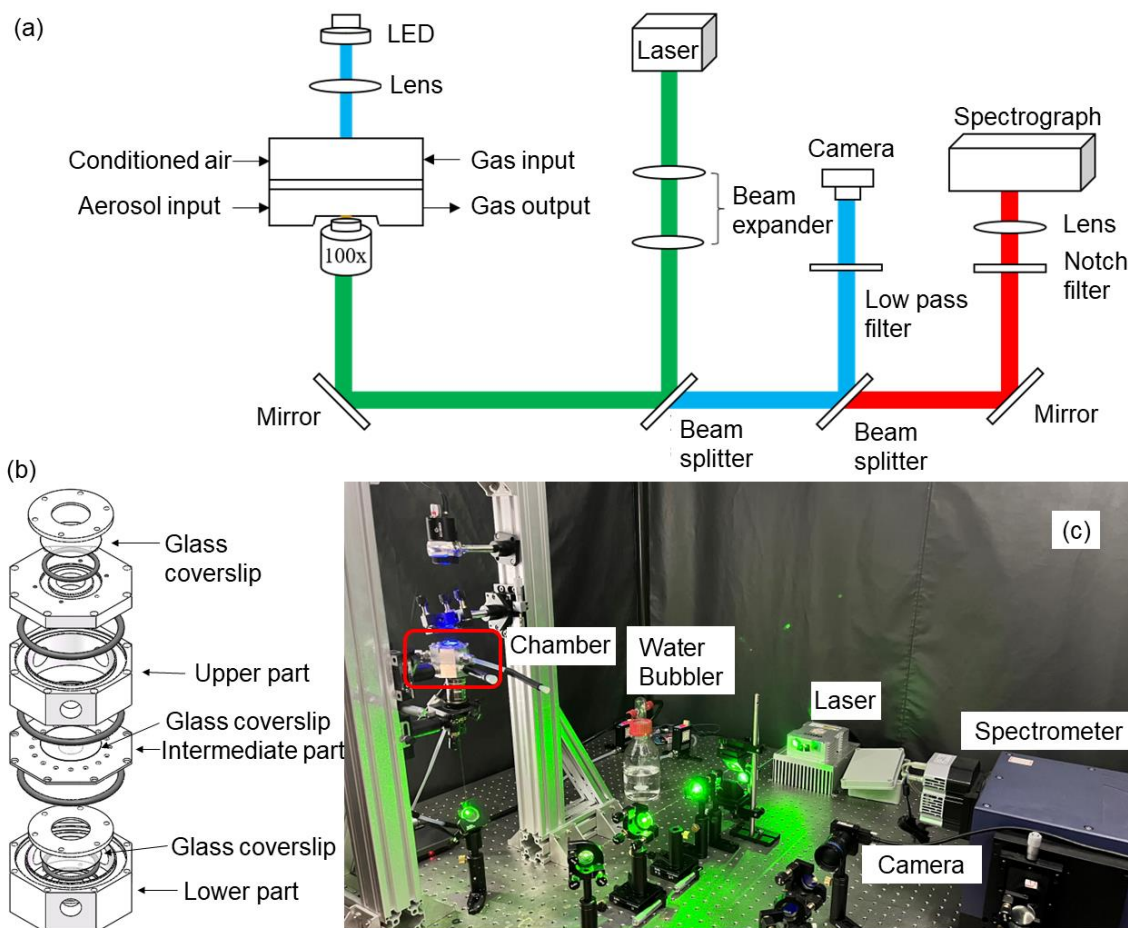 (a)
LED
Laser
Lens
Spectrograph
Camera
Conditioned air
Gas input
Aerosol input
Gas output
Beam
expander
Lens
100x
Notch
filter
Low pass
filter
Mirror
Beam
splitter
Beam
splitter
Mirror
(b)
Glass
coverslip
Upper part
Glass coverslip
Intermediate part
Glass coverslip
Lower part
(c)
Chamber
Water
Bubbler
Laser
Spectrometer
Camera